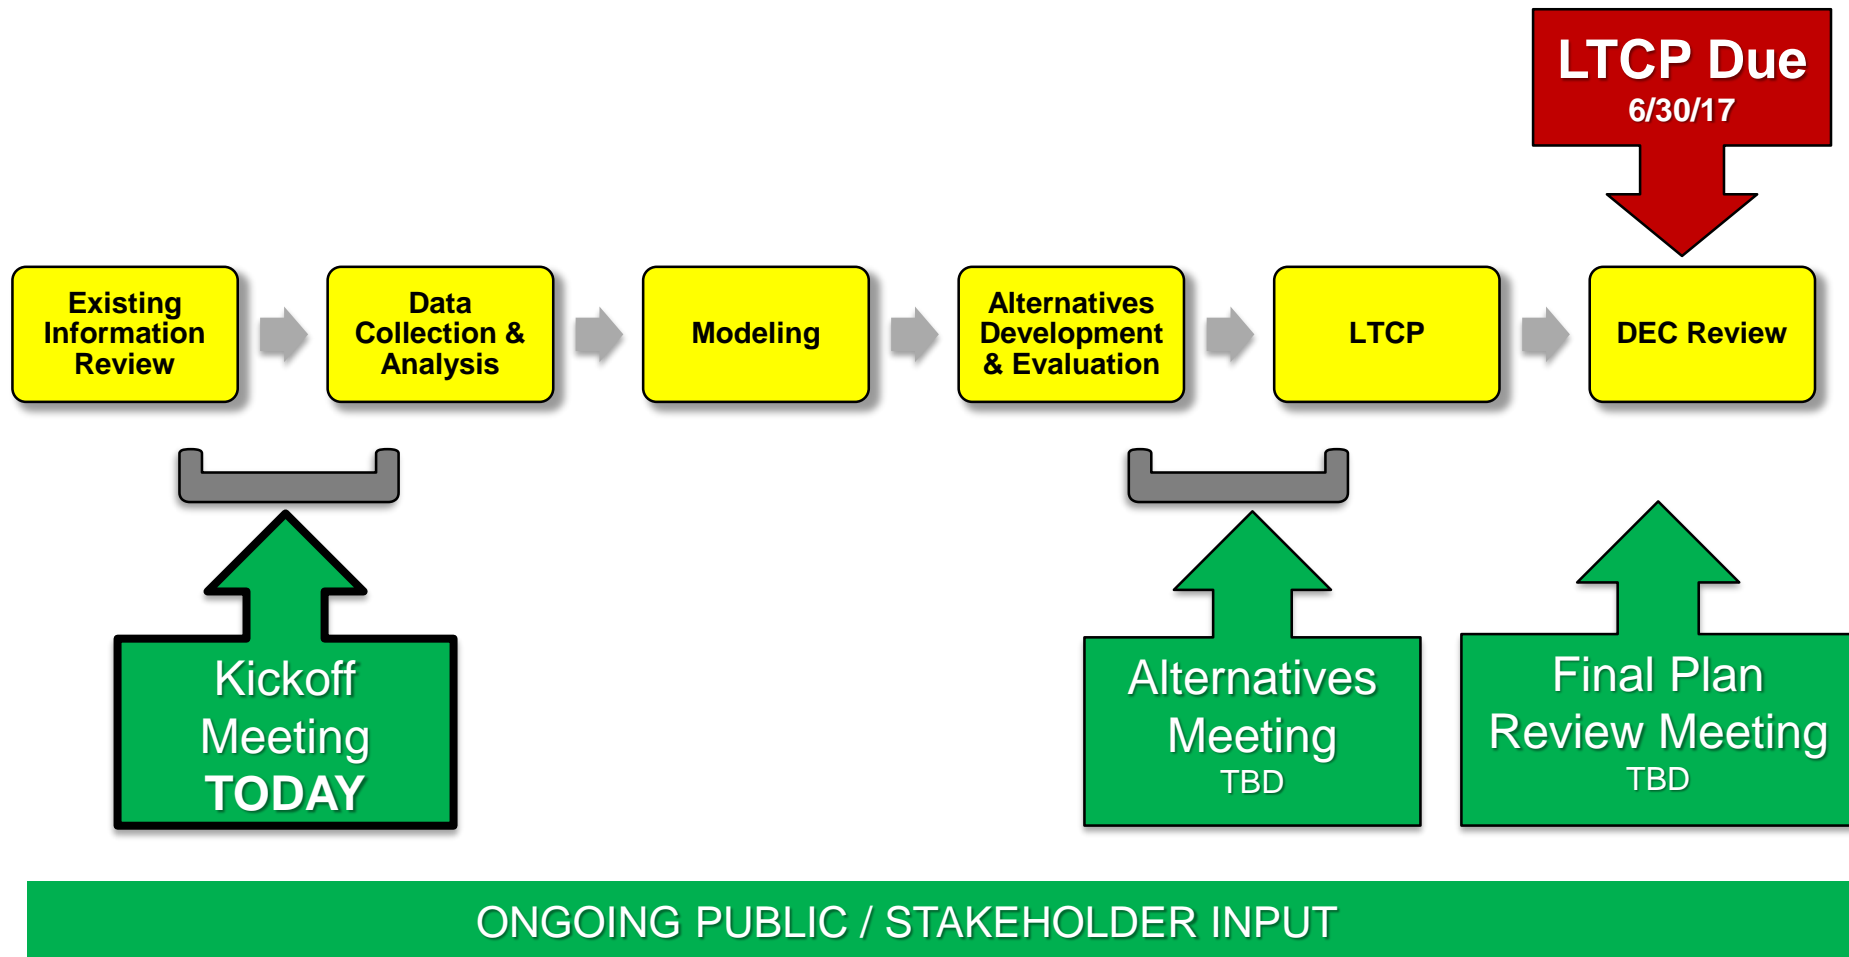 LTCP Due
6/30/17
Existing
Information
Review
Data
Collection &
Analysis
Modeling
Alternatives
Development
& Evaluation
LTCP
DEC Review
Kickoff
Meeting
TODAY
Alternatives
Meeting
TBD
Final Plan
Review Meeting
TBD
ONGOING PUBLIC / STAKEHOLDER INPUT